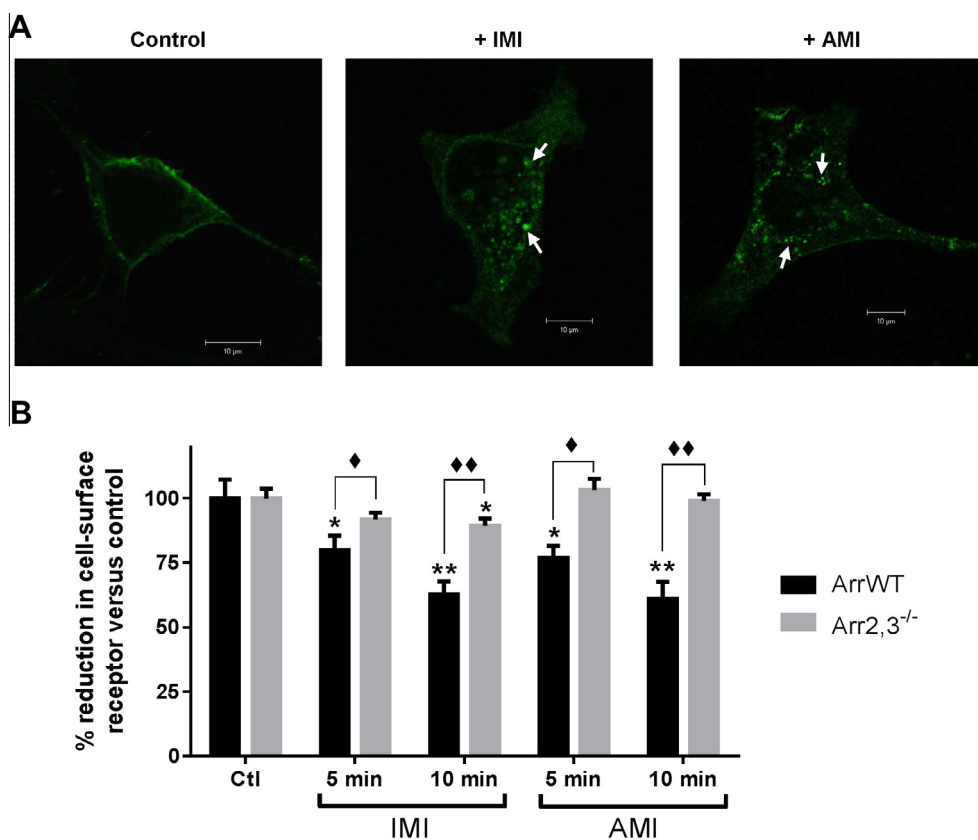 A
Control
+ IMI
+ AMI
10 µm
10 µm
10 µm
B
% reduction in cell-surface
receptor versus control
100
75
50
25
0
*
**
*
*
**
Ctl
5 min
10 min
5 min
10 min
IMI
AMI
ArrWT
Arr2,3-/-